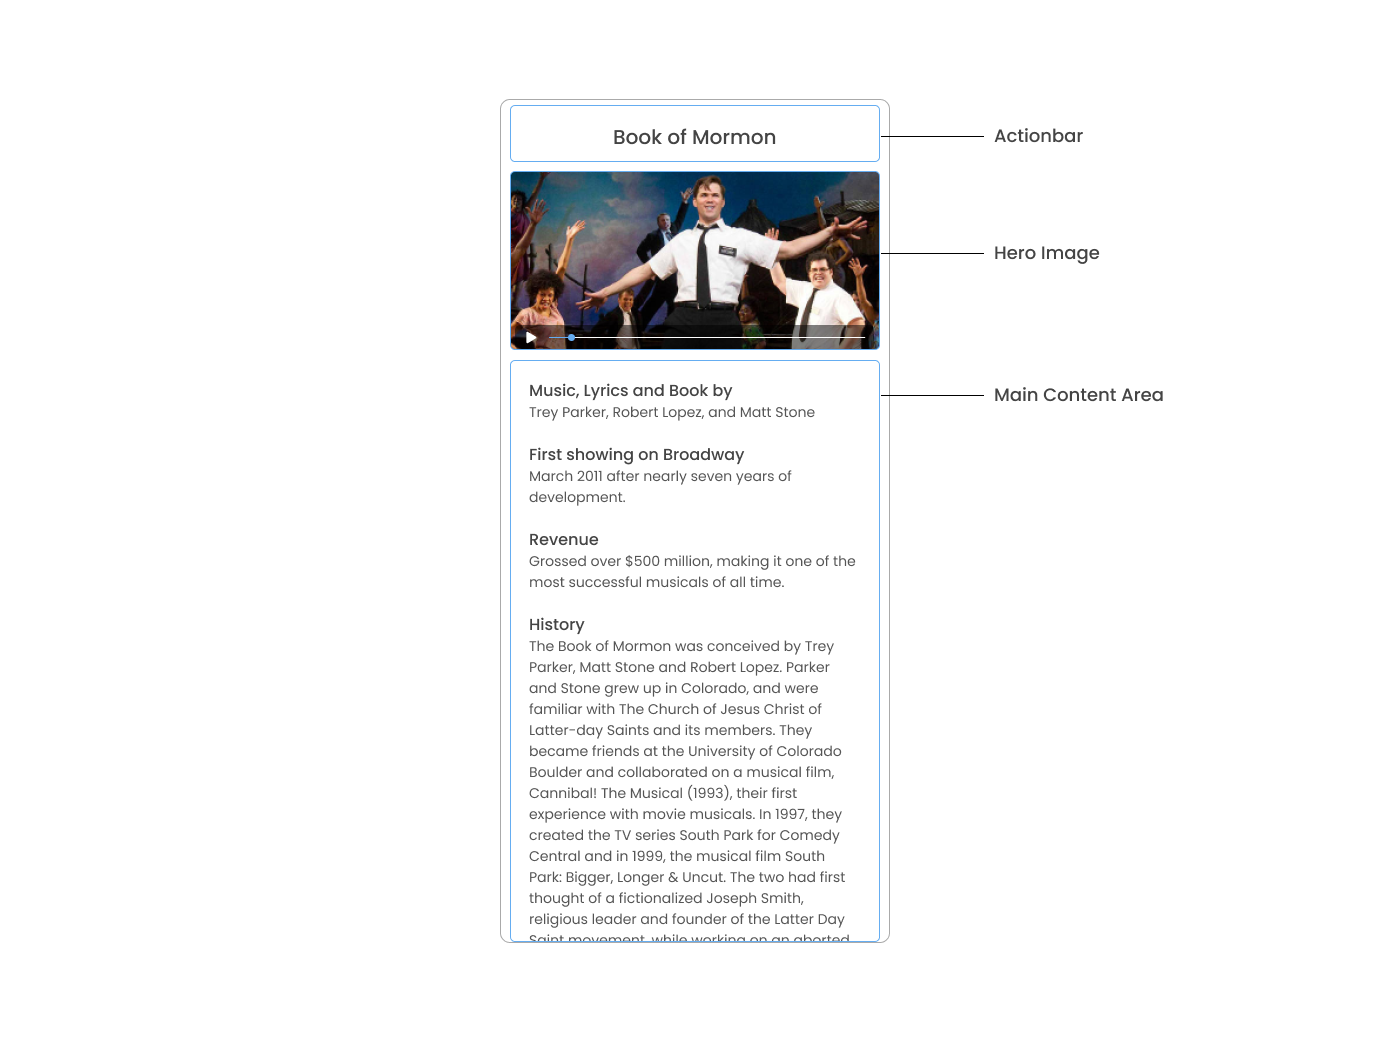 Book of Mormon
Actionbar
Hero Image
Music, Lyrics and Book by
Main Content Area
Trey Parker, Robert Lopez, and Matt Stone
First showing on Broadway
March 2011 after nearly seven years of
development.
Revenue
Grossed over $500 million, making it one of the
most successful musicals of all time.
History
The Book of Mormon was conceived by Trey
Parker, Matt Stone and Robert Lopez. Parker
and Stone grew up in Colorado, and were
familiar with The Church of Jesus Christ of
Latter-day Saints and its members. They
became friends at the University of Colorado
Boulder and collaborated on a musical film,
Cannibal! The Musical (1993), their first
experience with movie musicals. In 1997, they
created the TV series South Park for Comedy
Central and in 1999, the musical film South
Park: Bigger, Longer & Uncut. The two had first
thought of a fictionalized Joseph Smith,
religious leader and founder of the Latter Day
Saint movement, while working on an aborted